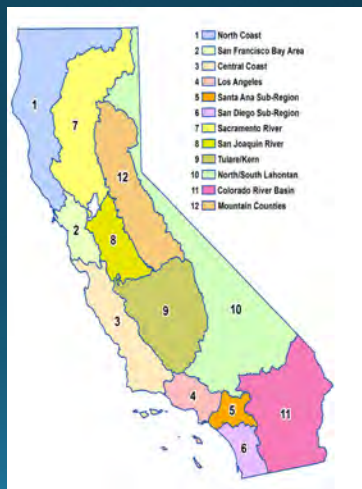 1 North Coast
2 San Francisco Bay Area
3 Central Coast
4 Los Angeles
5 Santa Ana Sub-Region
6 San Diego Sub-Region
7 Sacramento River
8 San Joaquin River
9 Tulare/Kern
10 North/South Lahontan
11 Colorado River Basin
12 Mountain Counties
1
7
12
2
8
3
9
10
4
5
11
6